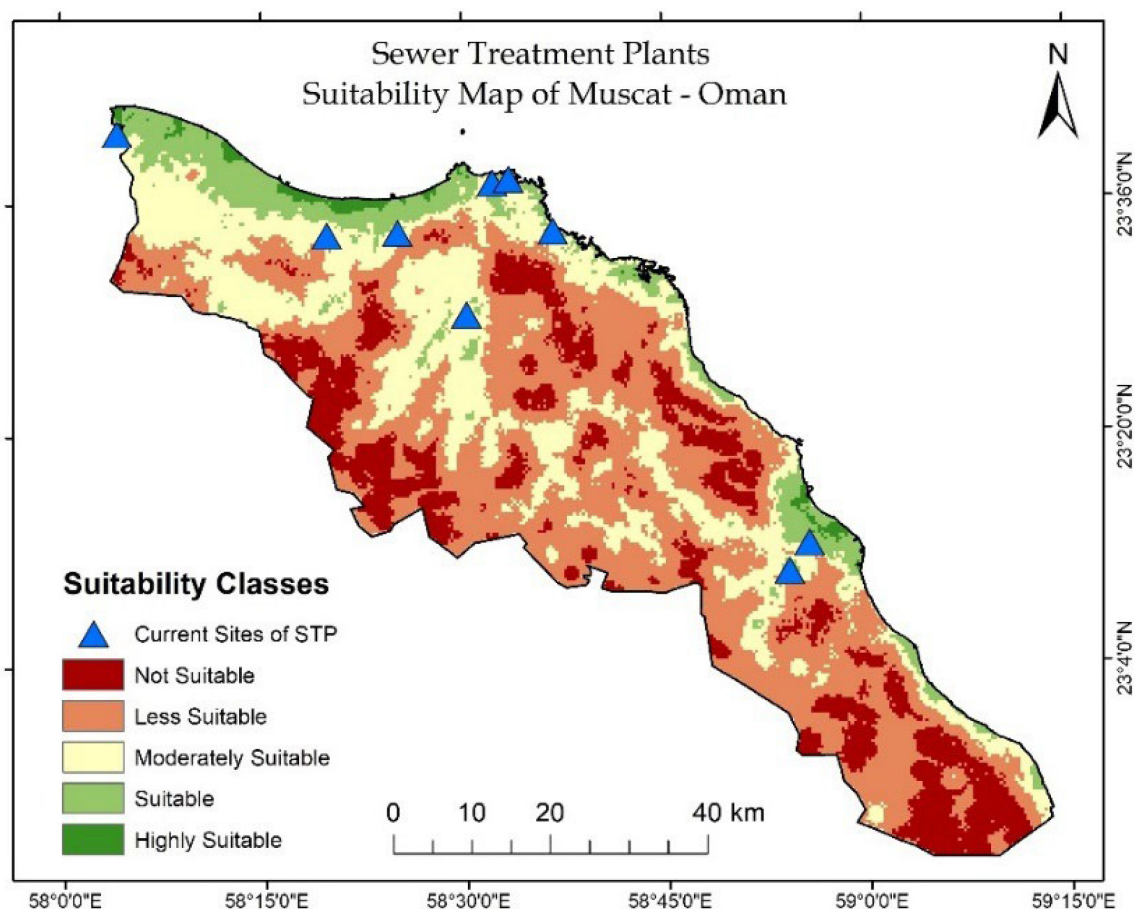 Sewer Treatment Plants
Suitability Map of Muscat - Oman
N
23°36'0"N
23°20'0"N
23°4'0"N
Suitability Classes
Current Sites of STP
Not Suitable
Less Suitable
Moderately Suitable
Suitable
Highly Suitable
0 10 20 40 km
58°0'0"E 58°15'0"E 58°30'0"E 58°45'0"E 59°0'0"E 59°15'0"E